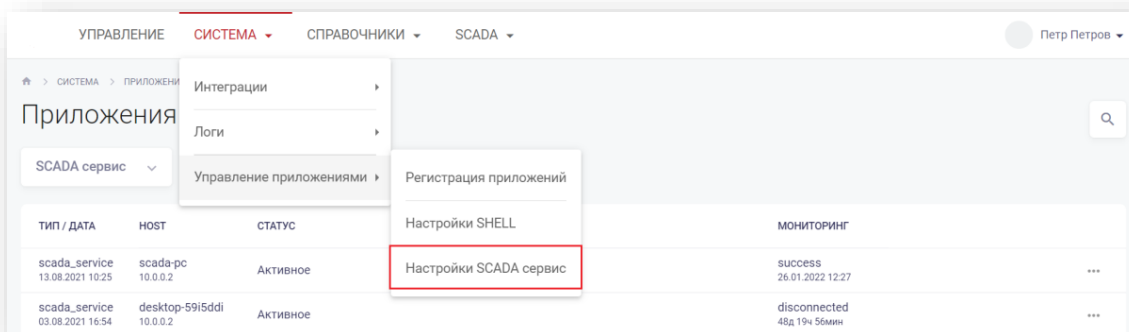 УПРАВЛЕНИЕ СИСТЕМА СПРАВОЧНИКИ SCADA Петр Петров
> СИСТЕМА > ПРИЛОЖЕНИ
Интеграции
Приложения
Логи
SCADA сервис
Управление приложениями
Регистрация приложений
Настройки SHELL
Настройки SCADA сервис
ТИП / ДАТА HOST СТАТУС МОНИТОРИНГ
scada_service scada-pc Активное success
13.08.2021 10:25 10.0.0.2 26.01.2022 12:27
scada_service desktop-59i5ddi Активное disconnected
03.08.2021 16:54 10.0.0.2 48д 19ч 56мин